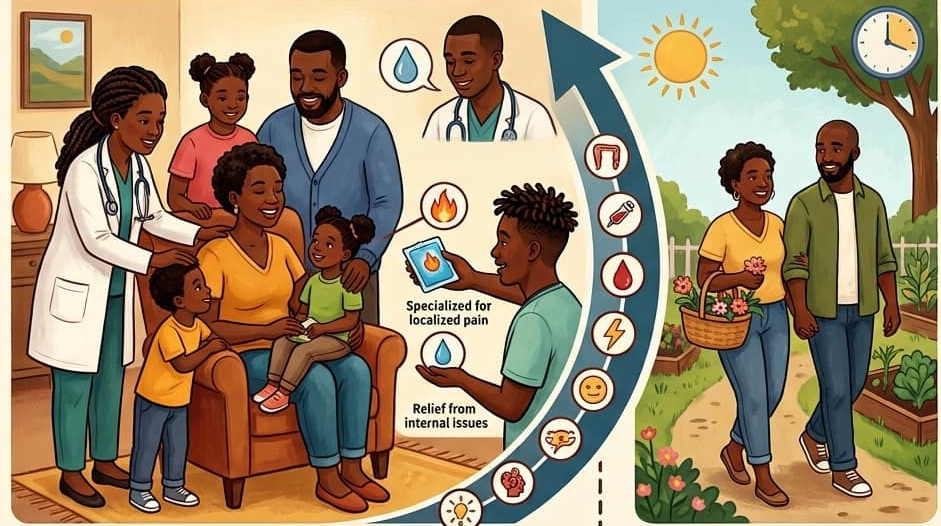 Specialized for
localized pain
Relief from
internal issues